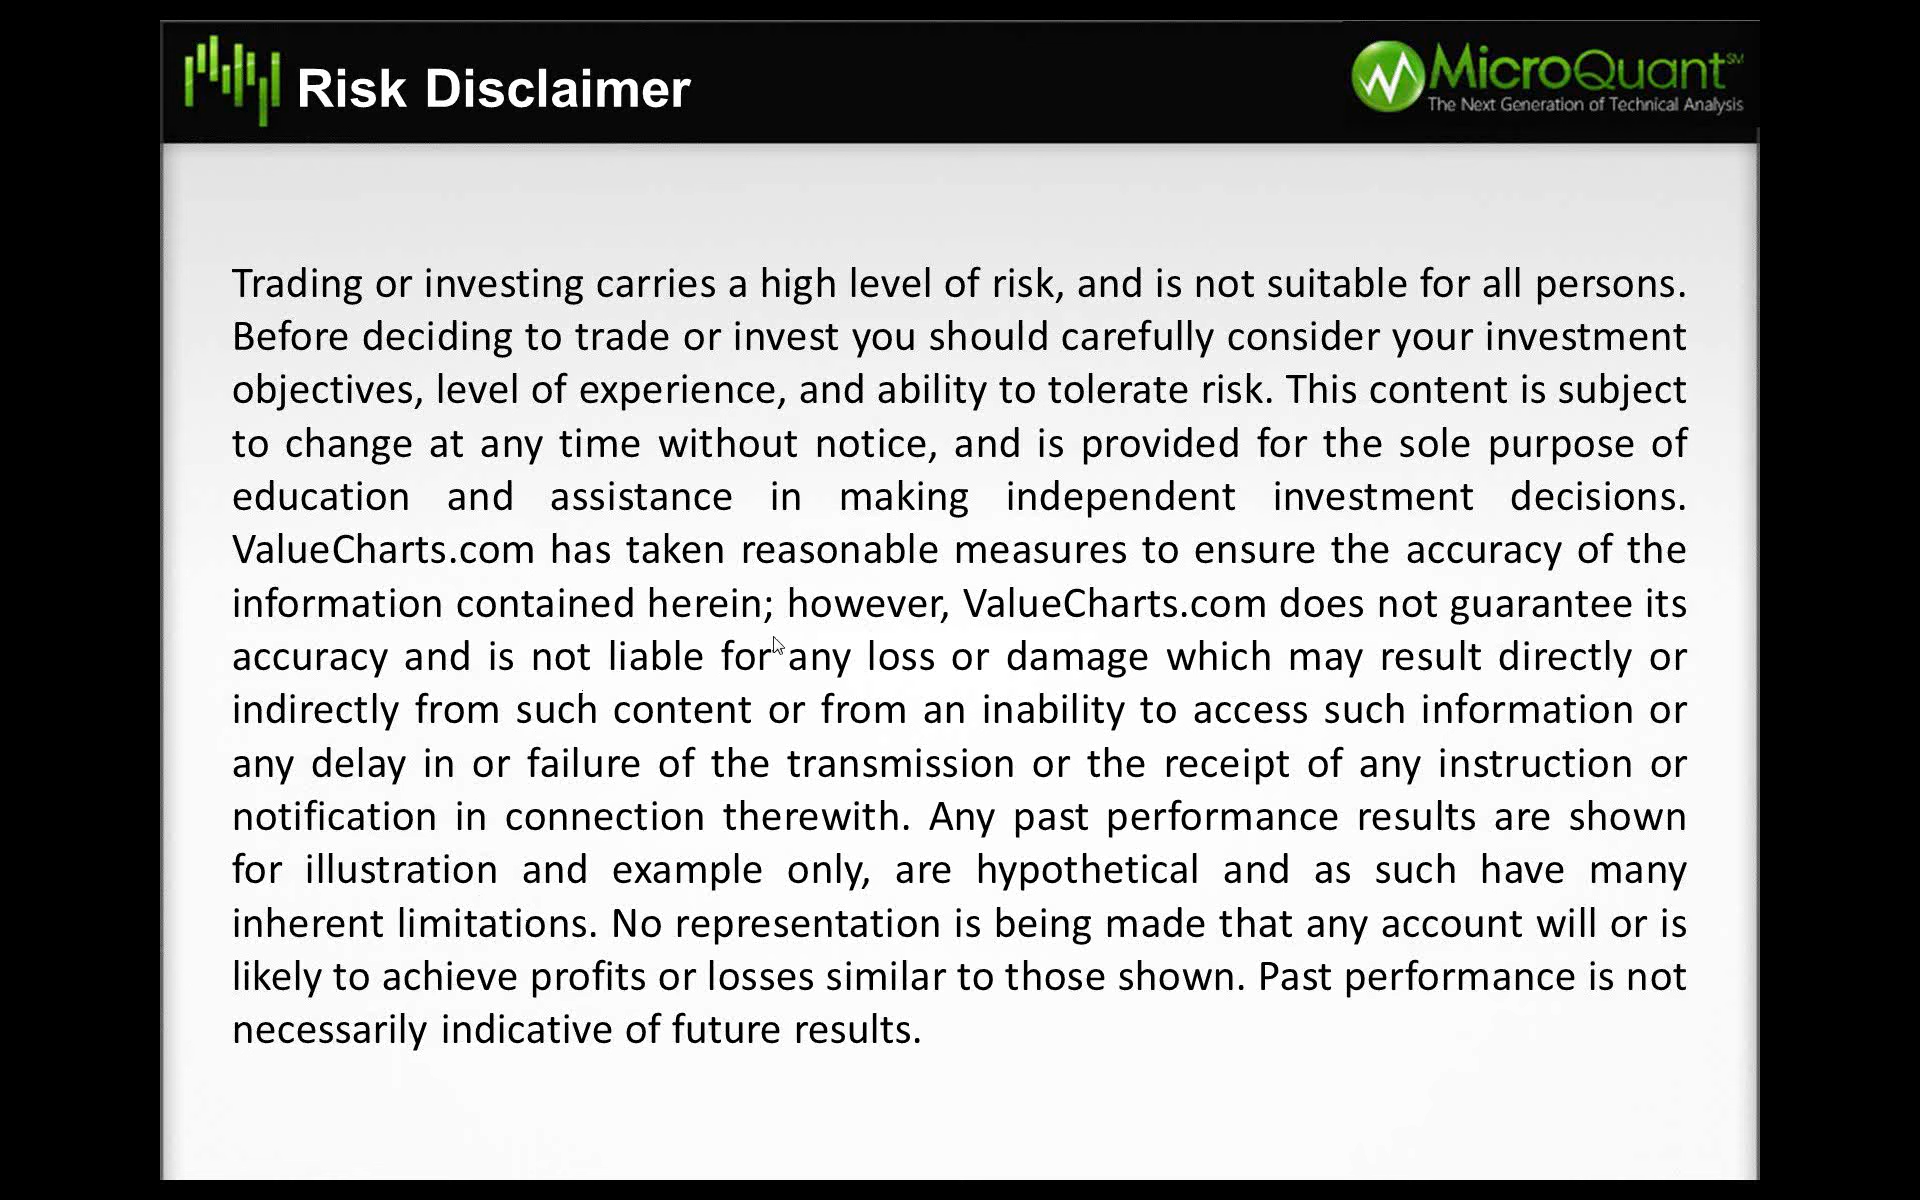 Risk Disclaimer
MicroQuant SM
The Next Generation of Technical Analysis
Trading or investing carries a high level of risk, and is not suitable for all persons.
Before deciding to trade or invest you should carefully consider your investment
objectives, level of experience, and ability to tolerate risk. This content is subject
to change at any time without notice, and is provided for the sole purpose of
education and assistance in making independent investment decisions.
ValueCharts.com has taken reasonable measures to ensure the accuracy of the
information contained herein; however, ValueCharts.com does not guarantee its
accuracy and is not liable for any loss or damage which may result directly or
indirectly from such content or from an inability to access such information or
any delay in or failure of the transmission or the receipt of any instruction or
notification in connection therewith. Any past performance results are shown
for illustration and example only, are hypothetical and as such have many
inherent limitations. No representation is being made that any account will or is
likely to achieve profits or losses similar to those shown. Past performance is not
necessarily indicative of future results.